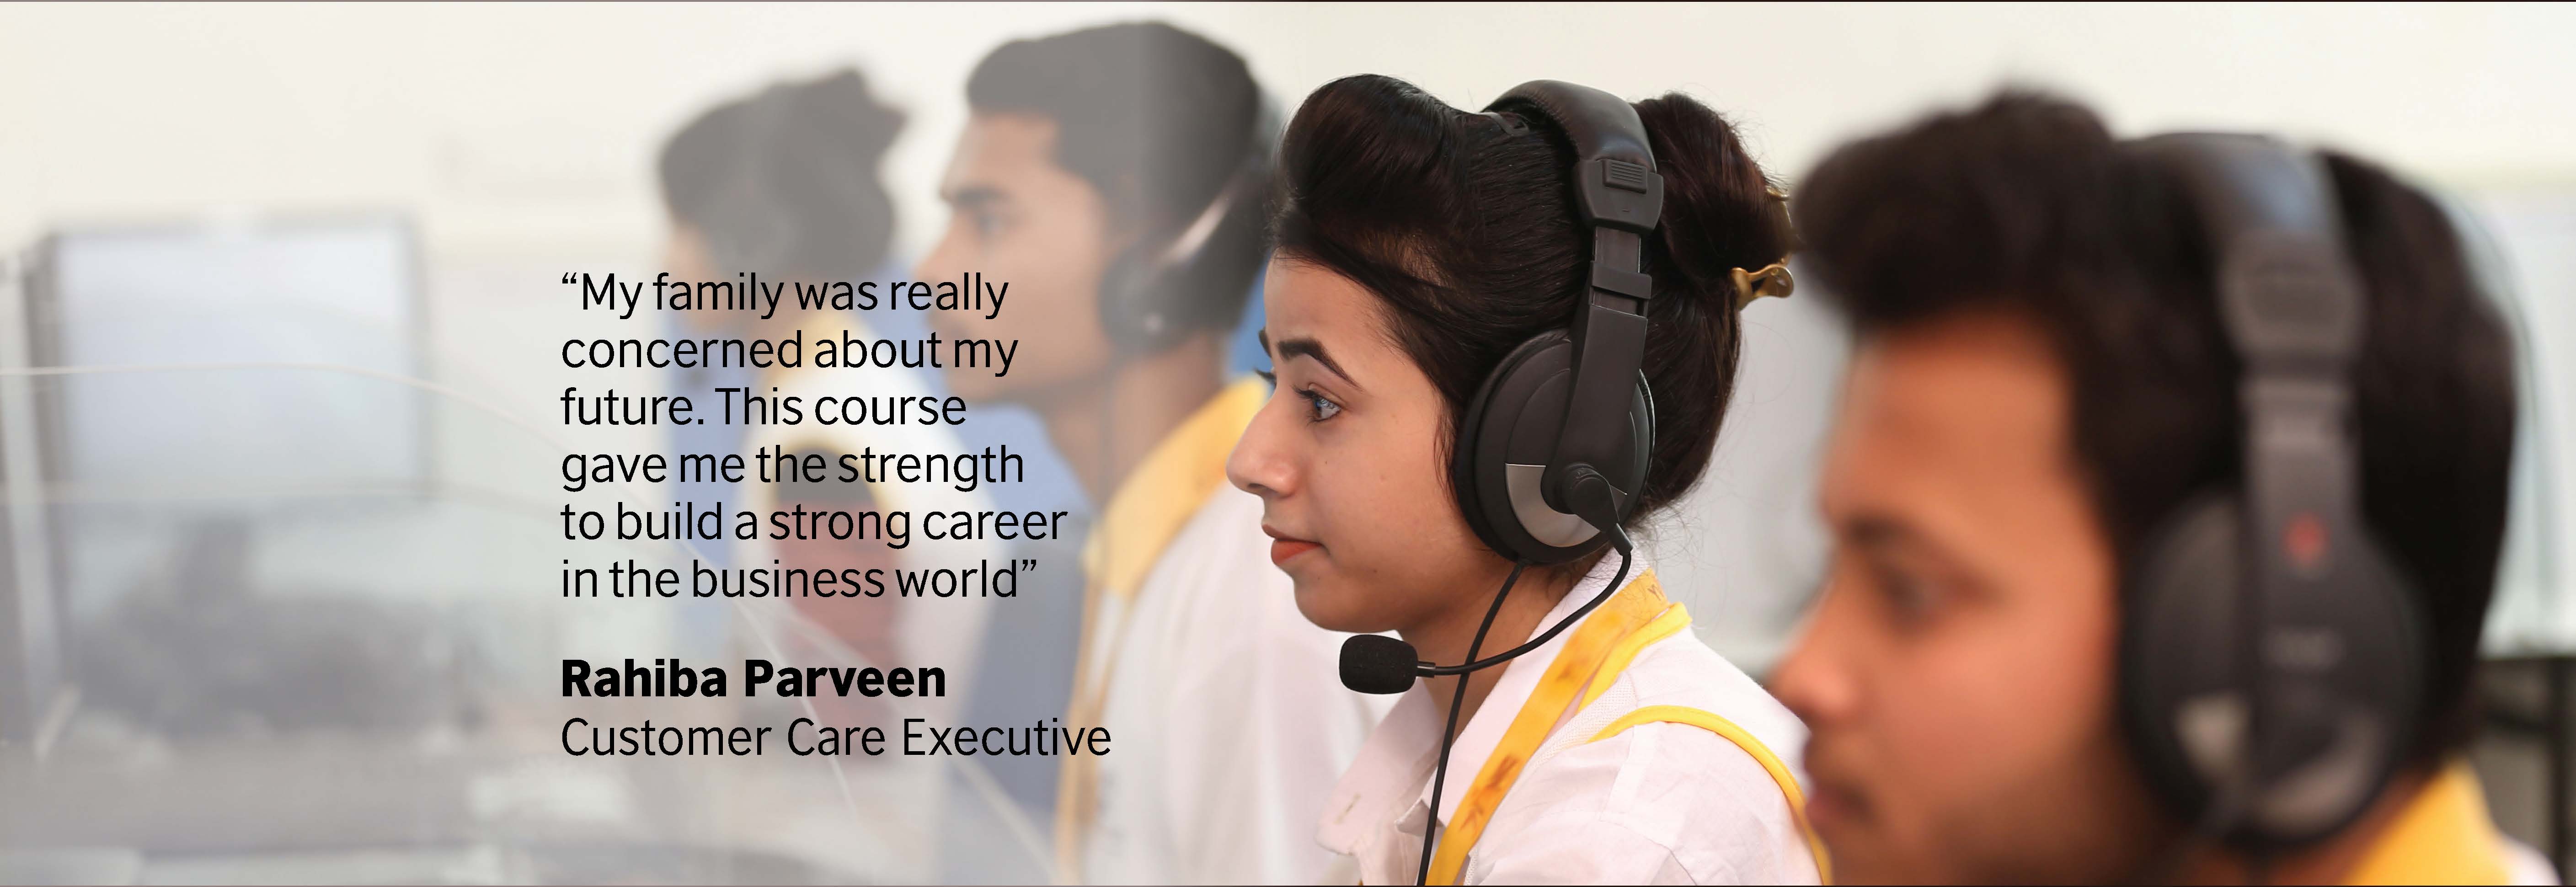 “My family was really
concerned about my
future. This course
gave me the strength
to build a strong career
in the business world”
Rahiba Parveen
Customer Care Executive